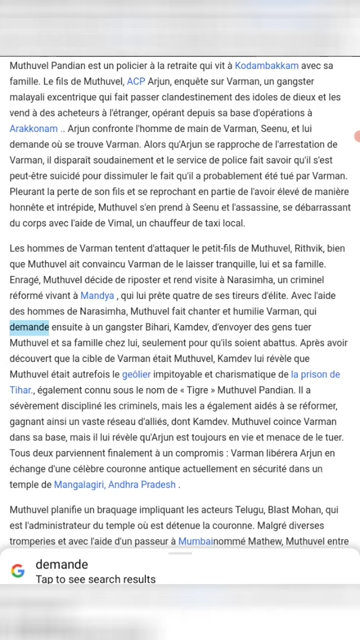 Muthuvel Pandian est un policier à la retraite qui vit à Kodambakkam avec sa
famille. Le fils de Muthuvel, ACP Arjun, enquête sur Varman, un gangster
malayali excentrique qui fait passer clandestinement des idoles de dieux et les
vend à des acheteurs à l'étranger, opérant depuis sa base d'opérations à
Arakkonam .. Arjun confronte l'homme de main de Varman, Seenu, et lui
demande où se trouve Varman. Alors qu'Arjun se rapproche de l'arrestation de
Varman, il disparaît soudainement et le service de police fait savoir qu'il s'est
peut-être suicidé pour dissimuler le fait qu'il a probablement été tué par Varman.
Pleurant la perte de son fils et se reprochant en partie de l'avoir élevé de manière
honnête et intrépide, Muthuvel s'en prend à Seenu et l'assassine, se débarrassant
du corps avec l'aide de Vimal, un chauffeur de taxi local.
Les hommes de Varman tentent d'attaquer le petit-fils de Muthuvel, Rithvik, bien
que Muthuvel ait convaincu Varman de le laisser tranquille, lui et sa famille.
Enragé, Muthuvel décide de riposter et rend visite à Narasimha, un criminel
réformé vivant à Mandya , qui lui prête quatre de ses tireurs d'élite. Avec l'aide
des hommes de Narasimha, Muthuvel fait chanter et humilie Varman, qui
demande ensuite à un gangster Bihari, Kamdev, d'envoyer des gens tuer
Muthuvel et sa famille chez lui, seulement pour qu'ils soient abattus. Après avoir
découvert que la cible de Varman était Muthuvel, Kamdev lui révèle que
Muthuvel était autrefois le geôlier impitoyable et charismatique de la prison de
Tihar., également connu sous le nom de « Tigre » Muthuvel Pandian. Il a
sévèrement discipliné les criminels, mais les a également aidés à se réformer,
gagnant ainsi un vaste réseau d'alliés, dont Kamdev. Muthuvel coince Varman
dans sa base, mais il lui révèle qu'Arjun est toujours en vie et menace de le tuer.
Tous deux parviennent finalement à un compromis : Varman libérera Arjun en
échange d'une célèbre couronne antique actuellement en sécurité dans un
temple de Mangalagiri, Andhra Pradesh .
Muthuvel planifie un braquage impliquant les acteurs Telugu, Blast Mohan, qui
est l'administrateur du temple où est détenue la couronne. Malgré diverses
tromperies et avec l'aide d'un passeur à Mumbainommé Mathew, Muthuvel entre
demande
Tap to see search results